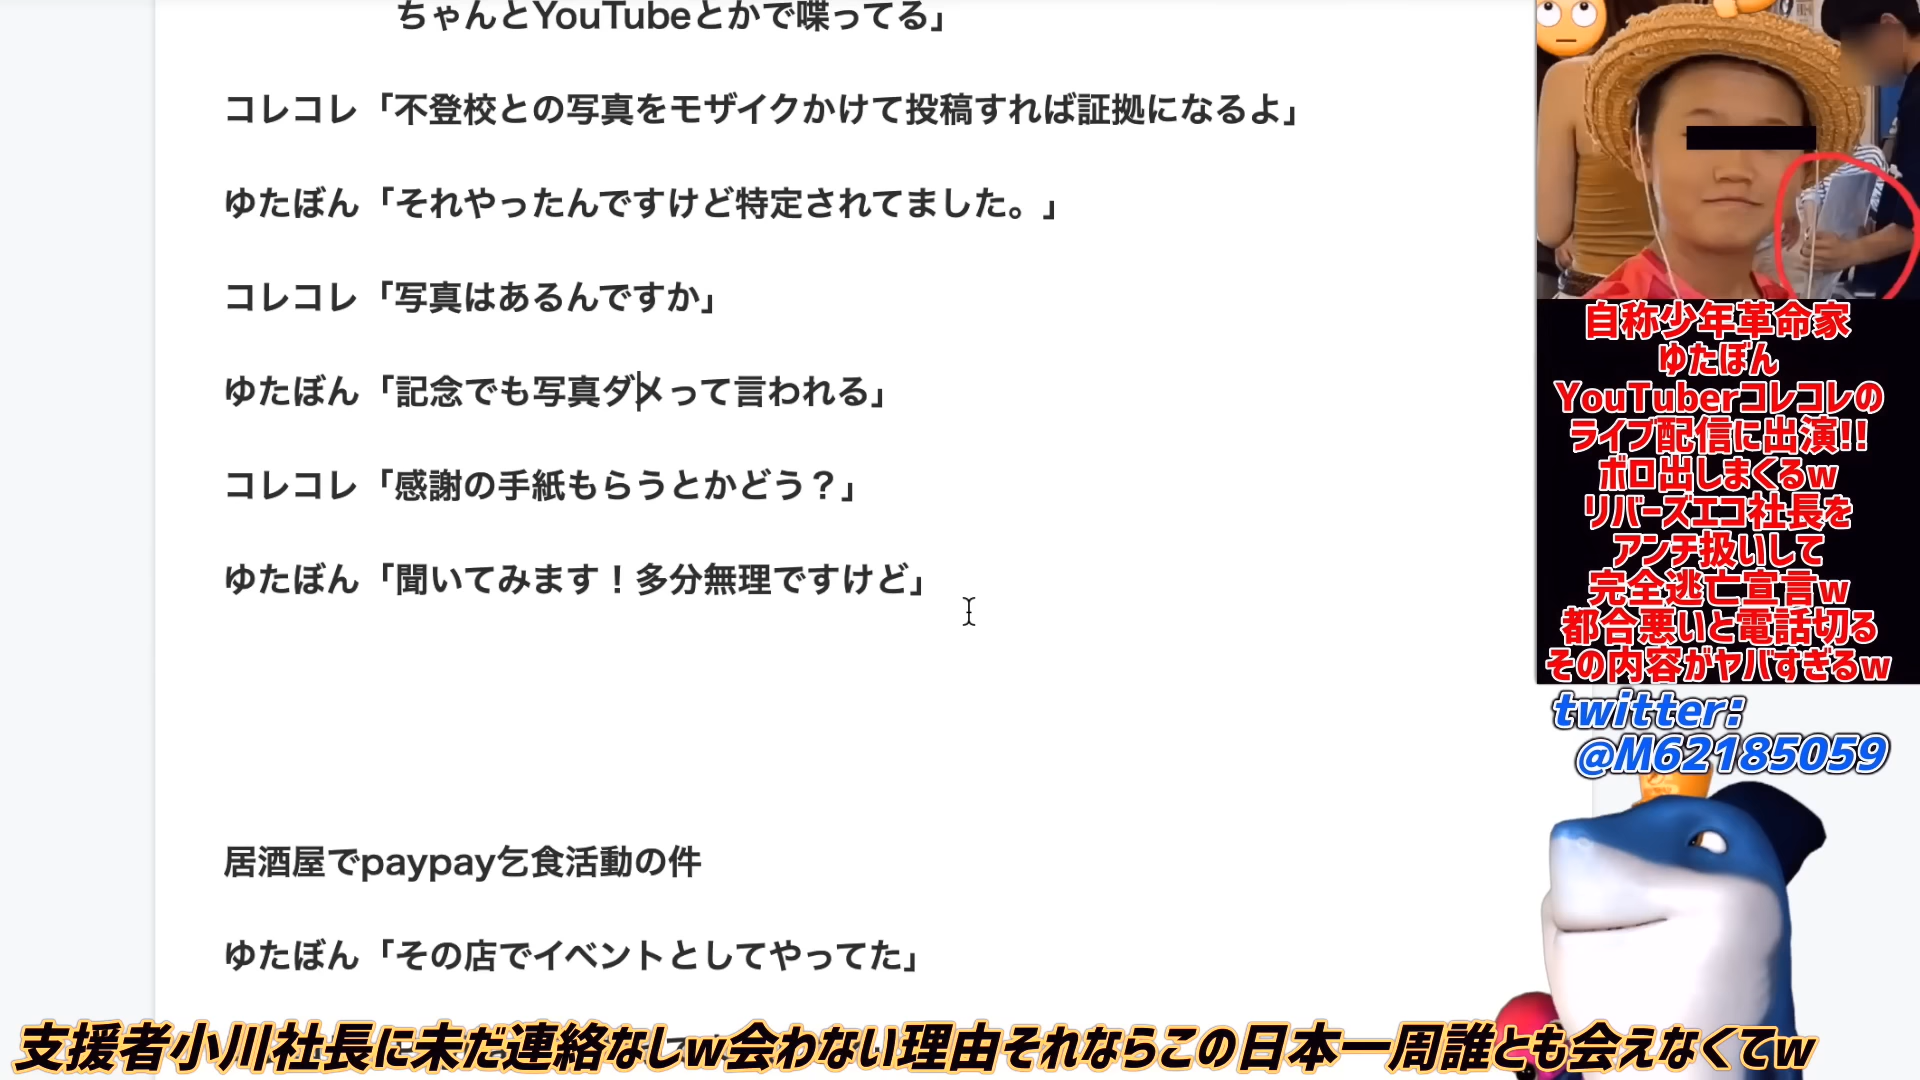 ちゃんとYouTubeとかで喋ってる」
コレコレ「不登校との写真をモザイクかけて投稿すれば証拠になるよ」
ゆたぼん「それやったんですけど特定されてました。」
コレコレ「写真はあるんですか」
ゆたぼん「記念でも写真ダメって言われる」
コレコレ「感謝の手紙もらうとかどう？」
ゆたぼん「聞いてみます！多分無理ですけど」
居酒屋でpaypay乞食活動の件
ゆたぼん「その店でイベントとしてやってた」
自称少年革命家
ゆたぼん
YouTuberコレコレの
ライブ配信に出演!!
ボロ出しまくるw
リバーズエコ社長を
アンチ扱いして
完全逃亡宣言w
都合悪いと電話切る
その内容がヤバすぎるw
twitter:
@M62185059
支援者小川社長に未だ連絡なしw会わない理由それならこの日本一周誰とも会えなくてw